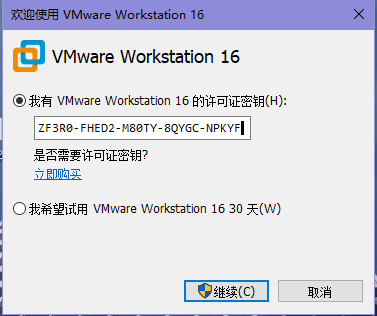 欢迎使用 VMware Workstation 16
VMware Workstation 16
我有 VMware Workstation 16 的许可证密钥(H):
ZF3R0-FHED2-M80TY-8QYGC-NPKYF
是否需要许可证密钥?
立即购买
我希望试用 VMware Workstation 16 30 天(W)
继续(C)
取消